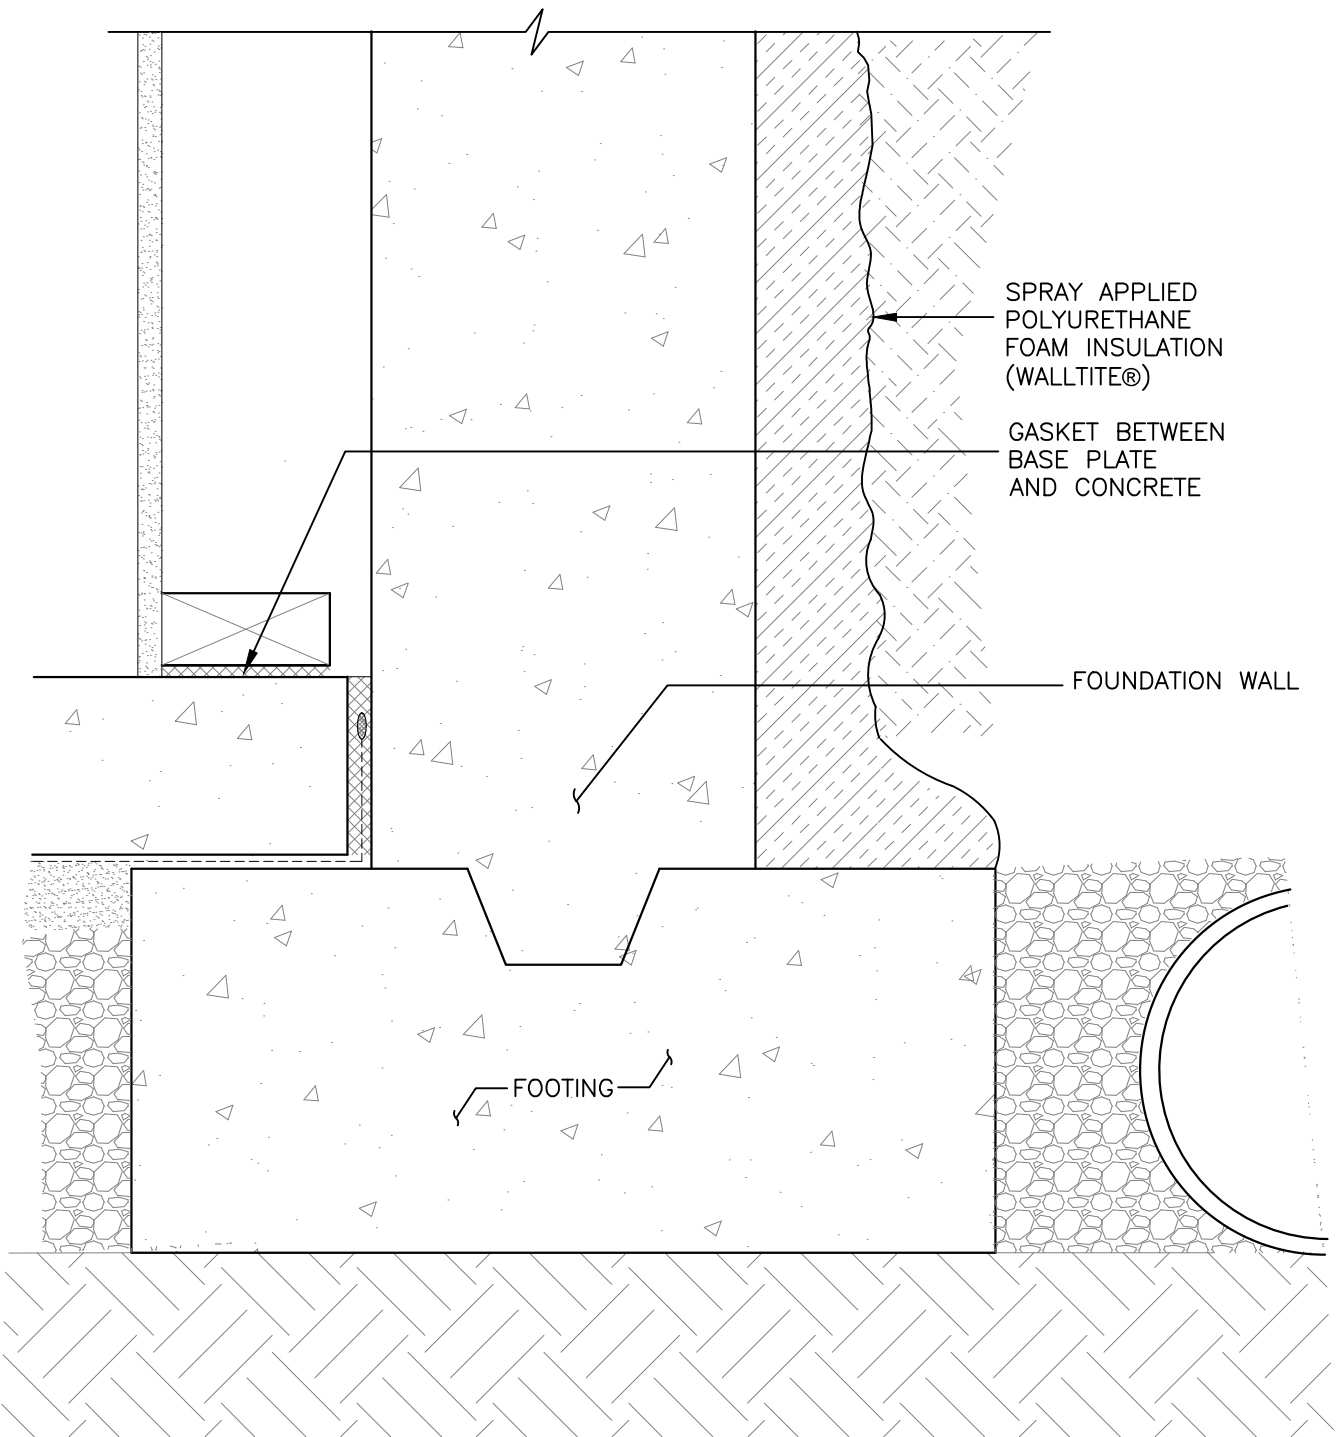 SPRAY APPLIED
POLYURETHANE
FOAM INSULATION
(WALLTITE®)
GASKET BETWEEN
BASE PLATE
AND CONCRETE
FOUNDATION WALL
FOOTING